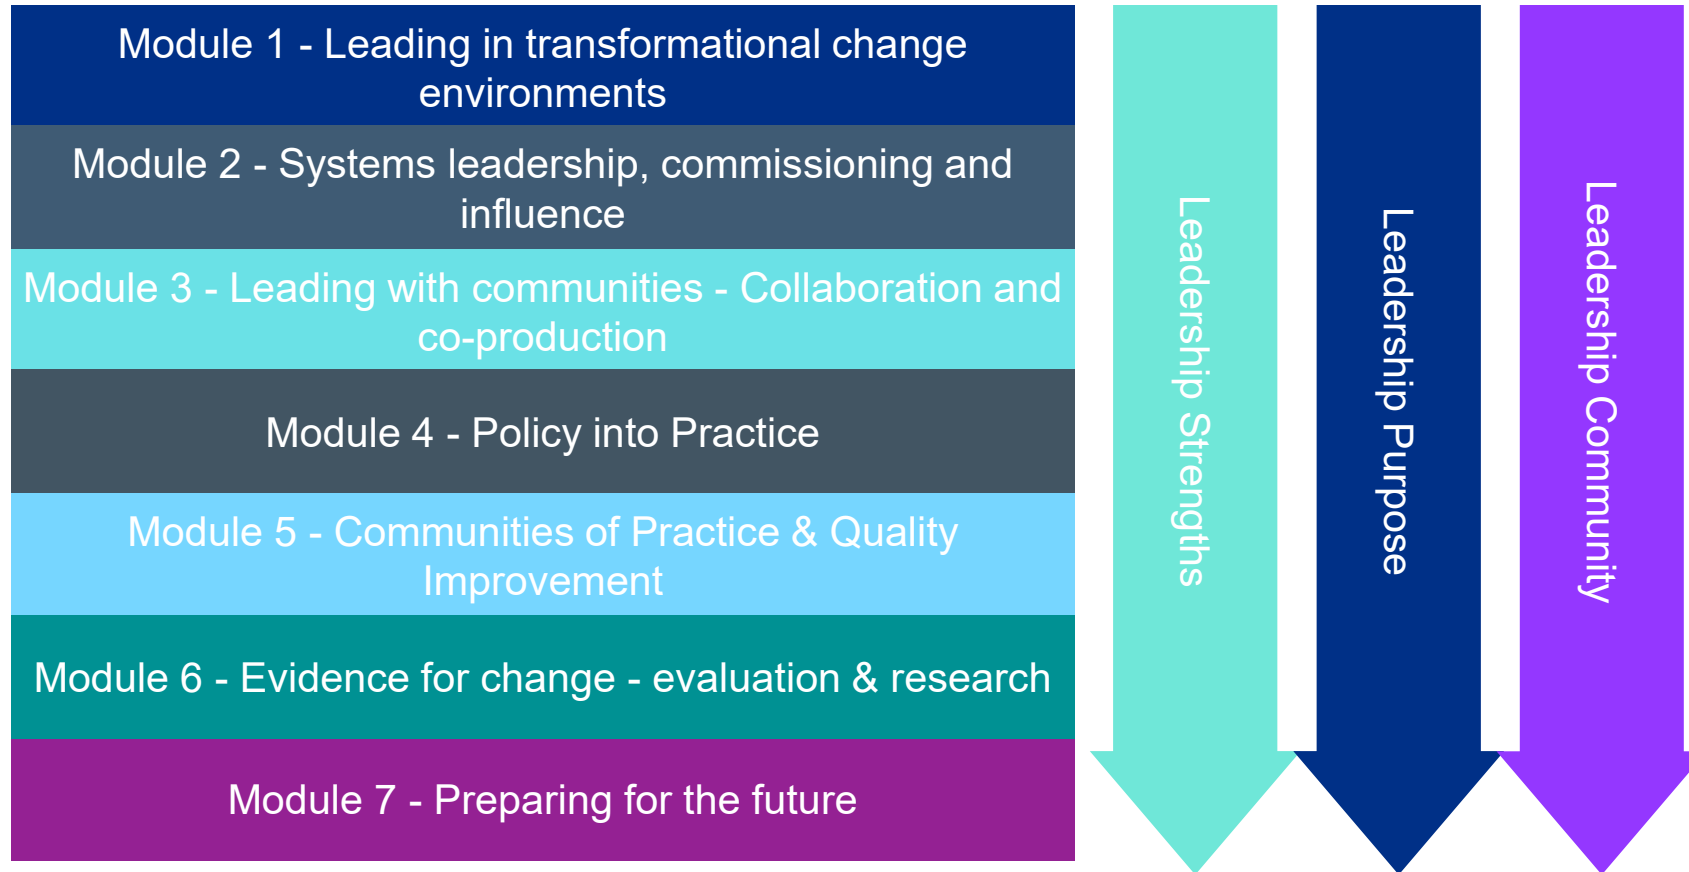 Module 1 - Leading in transformational change
environments
Module 2 - Systems leadership, commissioning and
influence
Module 3 - Leading with communities - Collaboration and
co-production
Module 4 - Policy into Practice
Module 5 - Communities of Practice & Quality
Improvement
Module 6 - Evidence for change - evaluation & research
Module 7 - Preparing for the future
Leadership Strengths
Leadership Purpose
Leadership Community